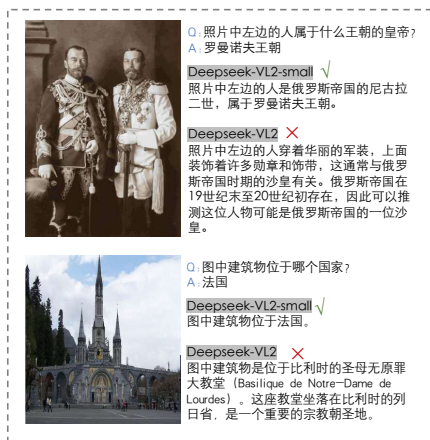 Q:照片中左边的人属于什么王朝的皇帝?
A:罗曼诺夫王朝
Deepseek-VL2-small √
照片中左边的人是俄罗斯帝国的尼古拉
二世，属于罗曼诺夫王朝。
Deepseek-VL2 ×
照片中左边的人穿着华丽的军装，上面
装饰着许多勋章和饰带，这通常与俄罗
斯帝国时期的沙皇有关。俄罗斯帝国在
19世纪末至20世纪初存在，因此可以推
测这位人物可能是俄罗斯帝国的一位沙
皇。
Q:图中建筑物位于哪个国家?
A:法国
Deepseek-VL2-small √
图中建筑物位于法国。
Deepseek-VL2 ×
图中建筑物是位于比利时的圣母无原罪
大教堂（Basilique de Notre-Dame de
Lourdes）。这座教堂坐落在比利时的列
日省，是一个重要的宗教朝圣地。